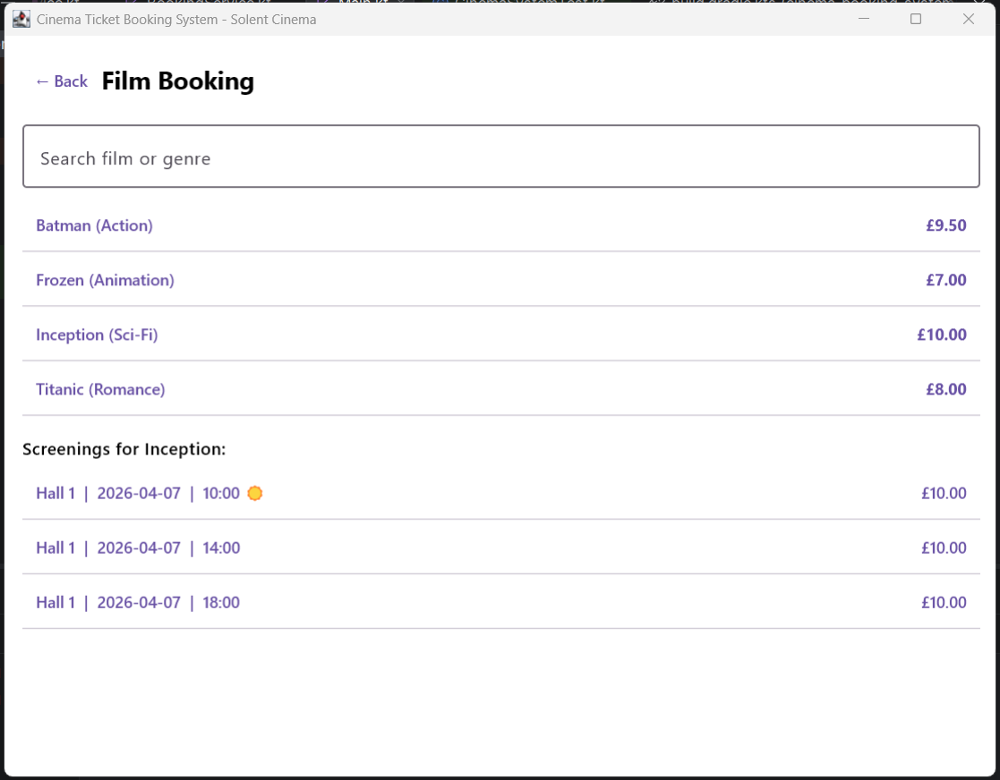 Cinema Ticket Booking System - Solent Cinema
← Back Film Booking
Search film or genre
Batman (Action) £9.50
Frozen (Animation) £7.00
Inception (Sci-Fi) £10.00
Titanic (Romance) £8.00
Screenings for Inception:
Hall 1 | 2026-04-07 | 10:00 £10.00
Hall 1 | 2026-04-07 | 14:00 £10.00
Hall 1 | 2026-04-07 | 18:00 £10.00